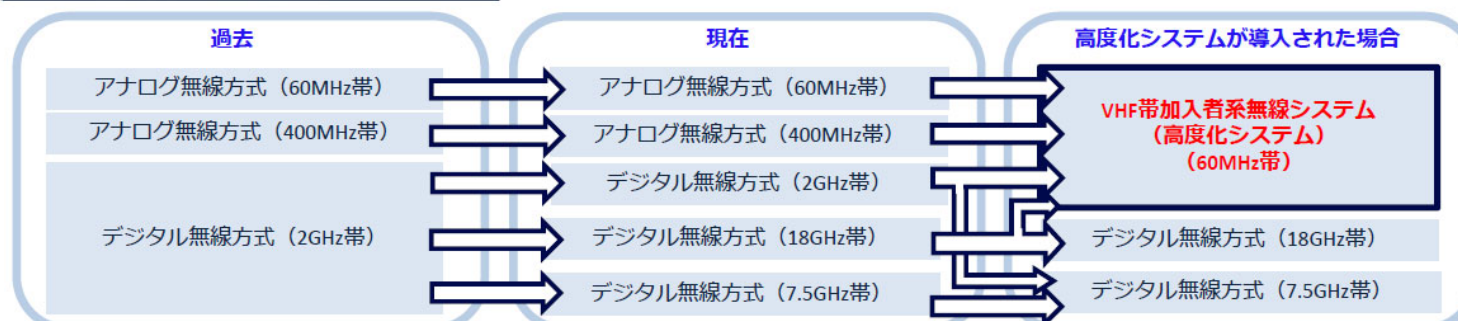 過去
アナログ無線方式（60MHz帯）
アナログ無線方式（400MHz帯）
デジタル無線方式（2GHz帯）
現在
アナログ無線方式（60MHz帯）
アナログ無線方式（400MHz帯）
デジタル無線方式（2GHz帯）
デジタル無線方式（18GHz帯）
デジタル無線方式（7.5GHz帯）
高度化システムが導入された場合
VHF帯加入者系無線システム
（高度化システム）
（60MHz帯）
デジタル無線方式（18GHz帯）
デジタル無線方式（7.5GHz帯）